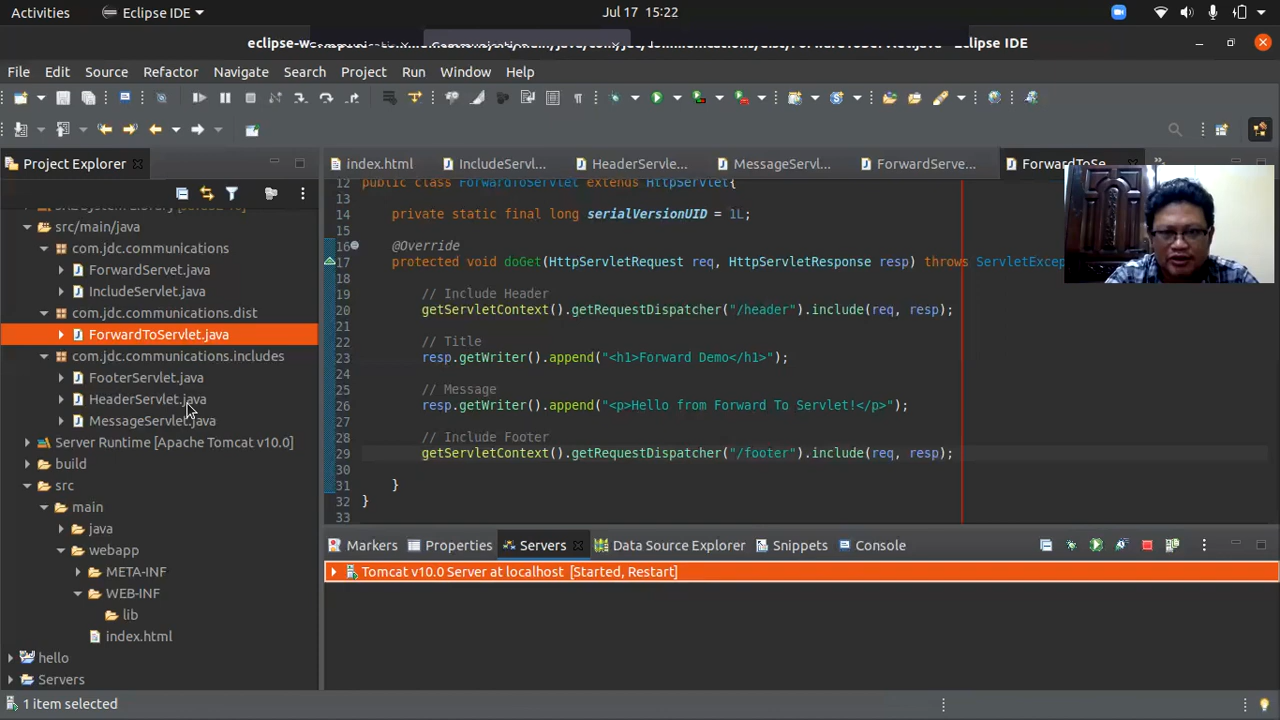 Activities
Eclipse IDE
Jul 17 15:22
Eclipse IDE
File Edit Source Refactor Navigate Search Project Run Window Help
Project Explorer
index.html
IncludeServl...
HeaderServle...
MessageServl...
ForwardServe...
ForwardToSe
src/main/java
com.jdc.communications
ForwardServet.java
IncludeServlet.java
com.jdc.communications.dist
ForwardToServlet.java
com.jdc.communications.includes
FooterServlet.java
HeaderServlet.java
MessageServlet.java
Server Runtime [Apache Tomcat v10.0]
build
src
main
java
webapp
META-INF
WEB-INF
lib
index.html
hello
Servers
12 public class ForwardToServlet extends HttpServlet{
13
14 private static final long serialVersionUID = 1L;
15
16 @Override
17 protected void doGet(HttpServletRequest req, HttpServletResponse resp) throws ServletExcep
18
19 // Include Header
20 getServletContext().getRequestDispatcher("/header").include(req, resp);
21
22 // Title
23 resp.getWriter().append("<h1>Forward Demo</h1>");
24
25 // Message
26 resp.getWriter().append("<p>Hello from Forward To Servlet!</p>");
27
28 // Include Footer
29 getServletContext().getRequestDispatcher("/footer").include(req, resp);
30
31 }
32 }
33
Markers Properties Servers Data Source Explorer Snippets Console
Tomcat v10.0 Server at localhost [Started, Restart]
1 item selected